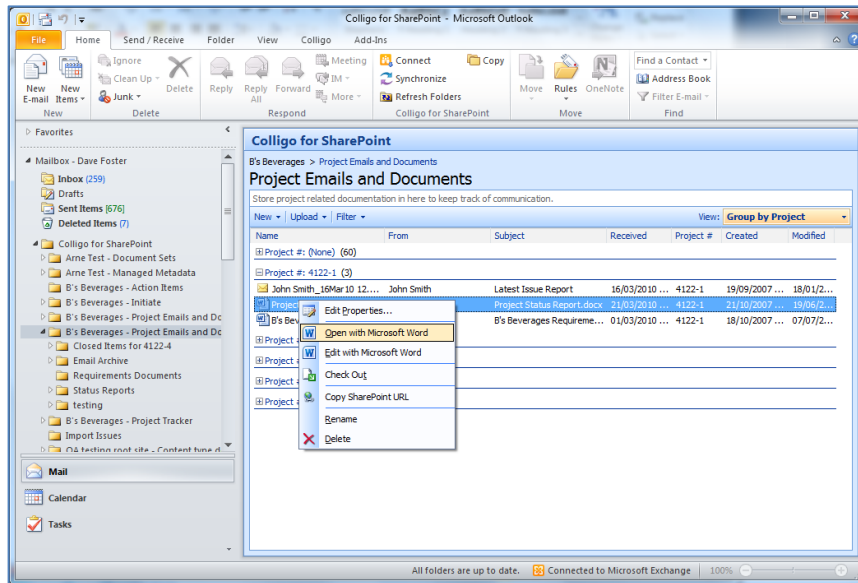 Colligo for SharePoint - Microsoft Outlook
File Home Send / Receive Folder View Colligo Add-Ins
New E-mail
New Items
New
Ignore
Clean Up
Junk
Delete
Delete
Reply
Reply All
Forward
Meeting
IM
More
Respond
Connect
Synchronize
Refresh Folders
Copy
Colligo for SharePoint
Move
Rules
OneNote
Move
Find a Contact
Address Book
Filter E-mail
Find
Favorites
Mailbox - Dave Foster
Inbox (259)
Drafts
Sent Items [676]
Deleted Items (7)
Colligo for SharePoint
Arne Test - Document Sets
Arne Test - Managed Metadata
B's Beverages - Action Items
B's Beverages - Initiate
B's Beverages - Project Emails and Dc
B's Beverages - Project Emails and Dc
Closed Items for 4122-4
Email Archive
Requirements Documents
Status Reports
testing
B's Beverages - Project Tracker
Import Issues
QA testing root site - Content type d
Mail
Calendar
Tasks
Colligo for SharePoint
B's Beverages > Project Emails and Documents
Project Emails and Documents
Store project related documentation in here to keep track of communication.
New Upload Filter View: Group by Project
Name From Subject Received Project # Created Modified
Project #: (None) (60)
Project #: 4122-1 (3)
John Smith_16Mar10 12.... John Smith Latest Issue Report 16/03/2010 ... 4122-1 19/09/2007 ... 18/01/2...
Project Status Report.docx 21/03/2010 ... 4122-1 21/10/2007 ... 19/06/2...
B's Bev B's Beverages Requireme... 01/03/2010 ... 4122-1 18/10/2007 ... 07/07/2...
Project
Project
Project
Project
Edit Properties...
Open with Microsoft Word
Edit with Microsoft Word
Check Out
Copy SharePoint URL
Rename
Delete
All folders are up to date. Connected to Microsoft Exchange 100%